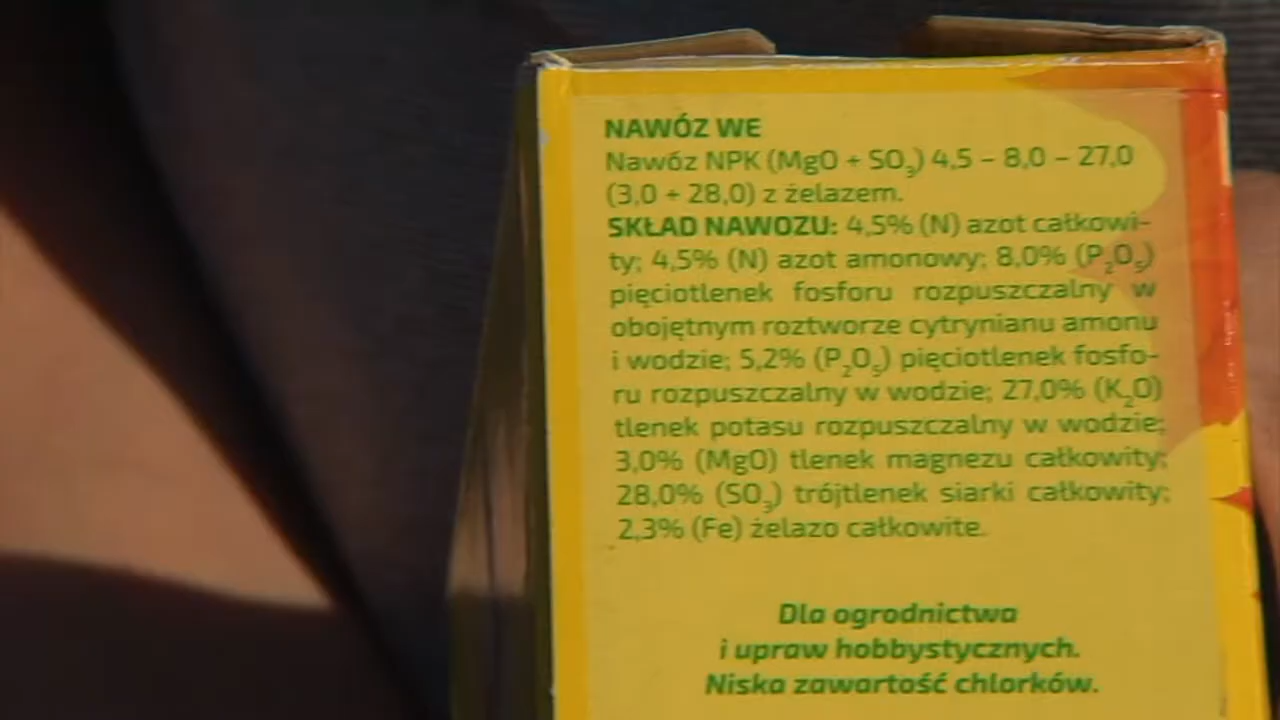 NAWÓZ WE
Nawóz NPK (MgO + SO₃) 4,5 – 8,0 – 27,0
(3,0 + 28,0) z żelazem.
SKŁAD NAWOZU: 4,5% (N) azot całkowi-
ty; 4,5% (N) azot amonowy; 8,0% (P₂O₅)
pięciotlenek fosforu rozpuszczalny w
obojętnym roztworze cytrynianu amonu
i wodzie; 5,2% (P₂O₅) pięciotlenek fosfo-
ru rozpuszczalny w wodzie; 27,0% (K₂O)
tlenek potasu rozpuszczalny w wodzie;
3,0% (MgO) tlenek magnezu całkowity;
28,0% (SO₃) trójtlenek siarki całkowity;
2,3% (Fe) żelazo całkowite.
Dla ogrodnictwa
i upraw hobbystycznych.
Niska zawartość chlorków.